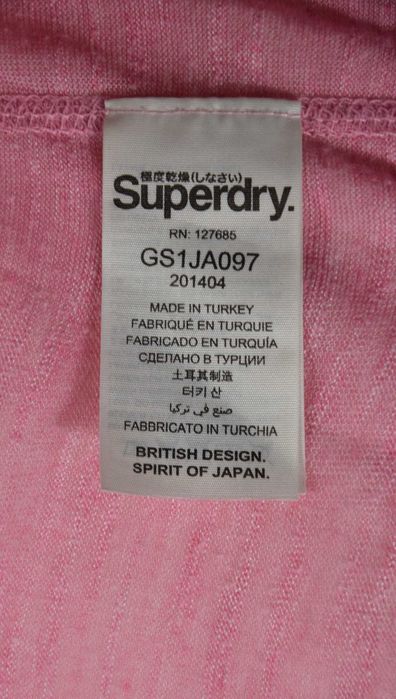 極度乾燥(しなさい)
Superdry.
RN: 127685
GS1JA097
201404
MADE IN TURKEY
FABRIQUÉ EN TURQUIE
FABRICADO EN TURQUÍA
СДЕЛАНО В ТУРЦИИ
土耳其制造
터키 산
صنع في تركيا
FABBRICATO IN TURCHIA
BRITISH DESIGN.
SPIRIT OF JAPAN.